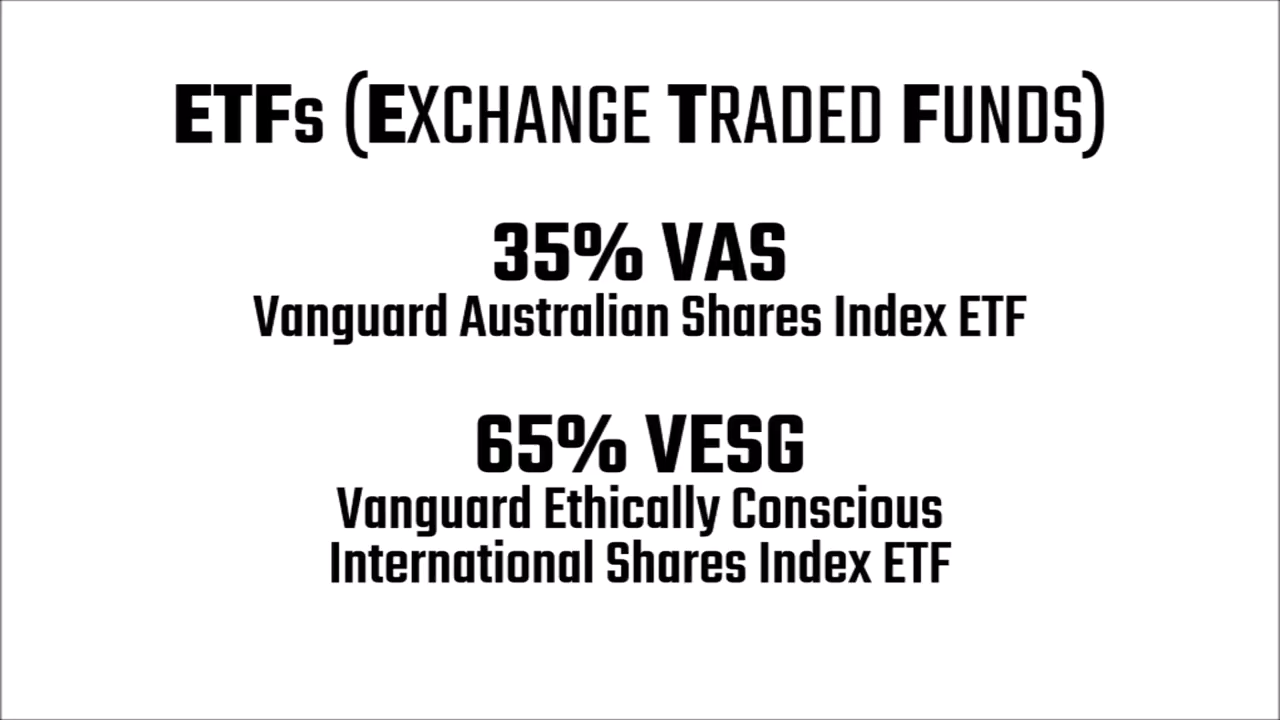 ETFs (EXCHANGE TRADED FUNDS)
35% VAS
Vanguard Australian Shares Index ETF
65% VESG
Vanguard Ethically Conscious
International Shares Index ETF